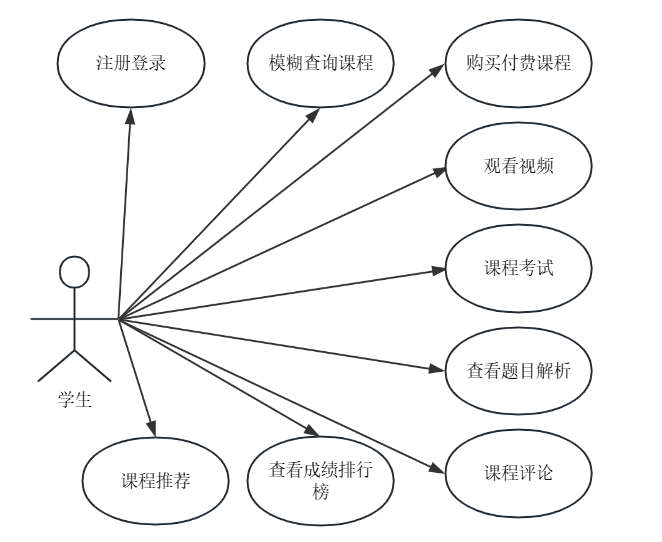 注册登录
模糊查询课程
购买付费课程
观看视频
课程考试
查看题目解析
学生
课程推荐
查看成绩排行
榜
课程评论